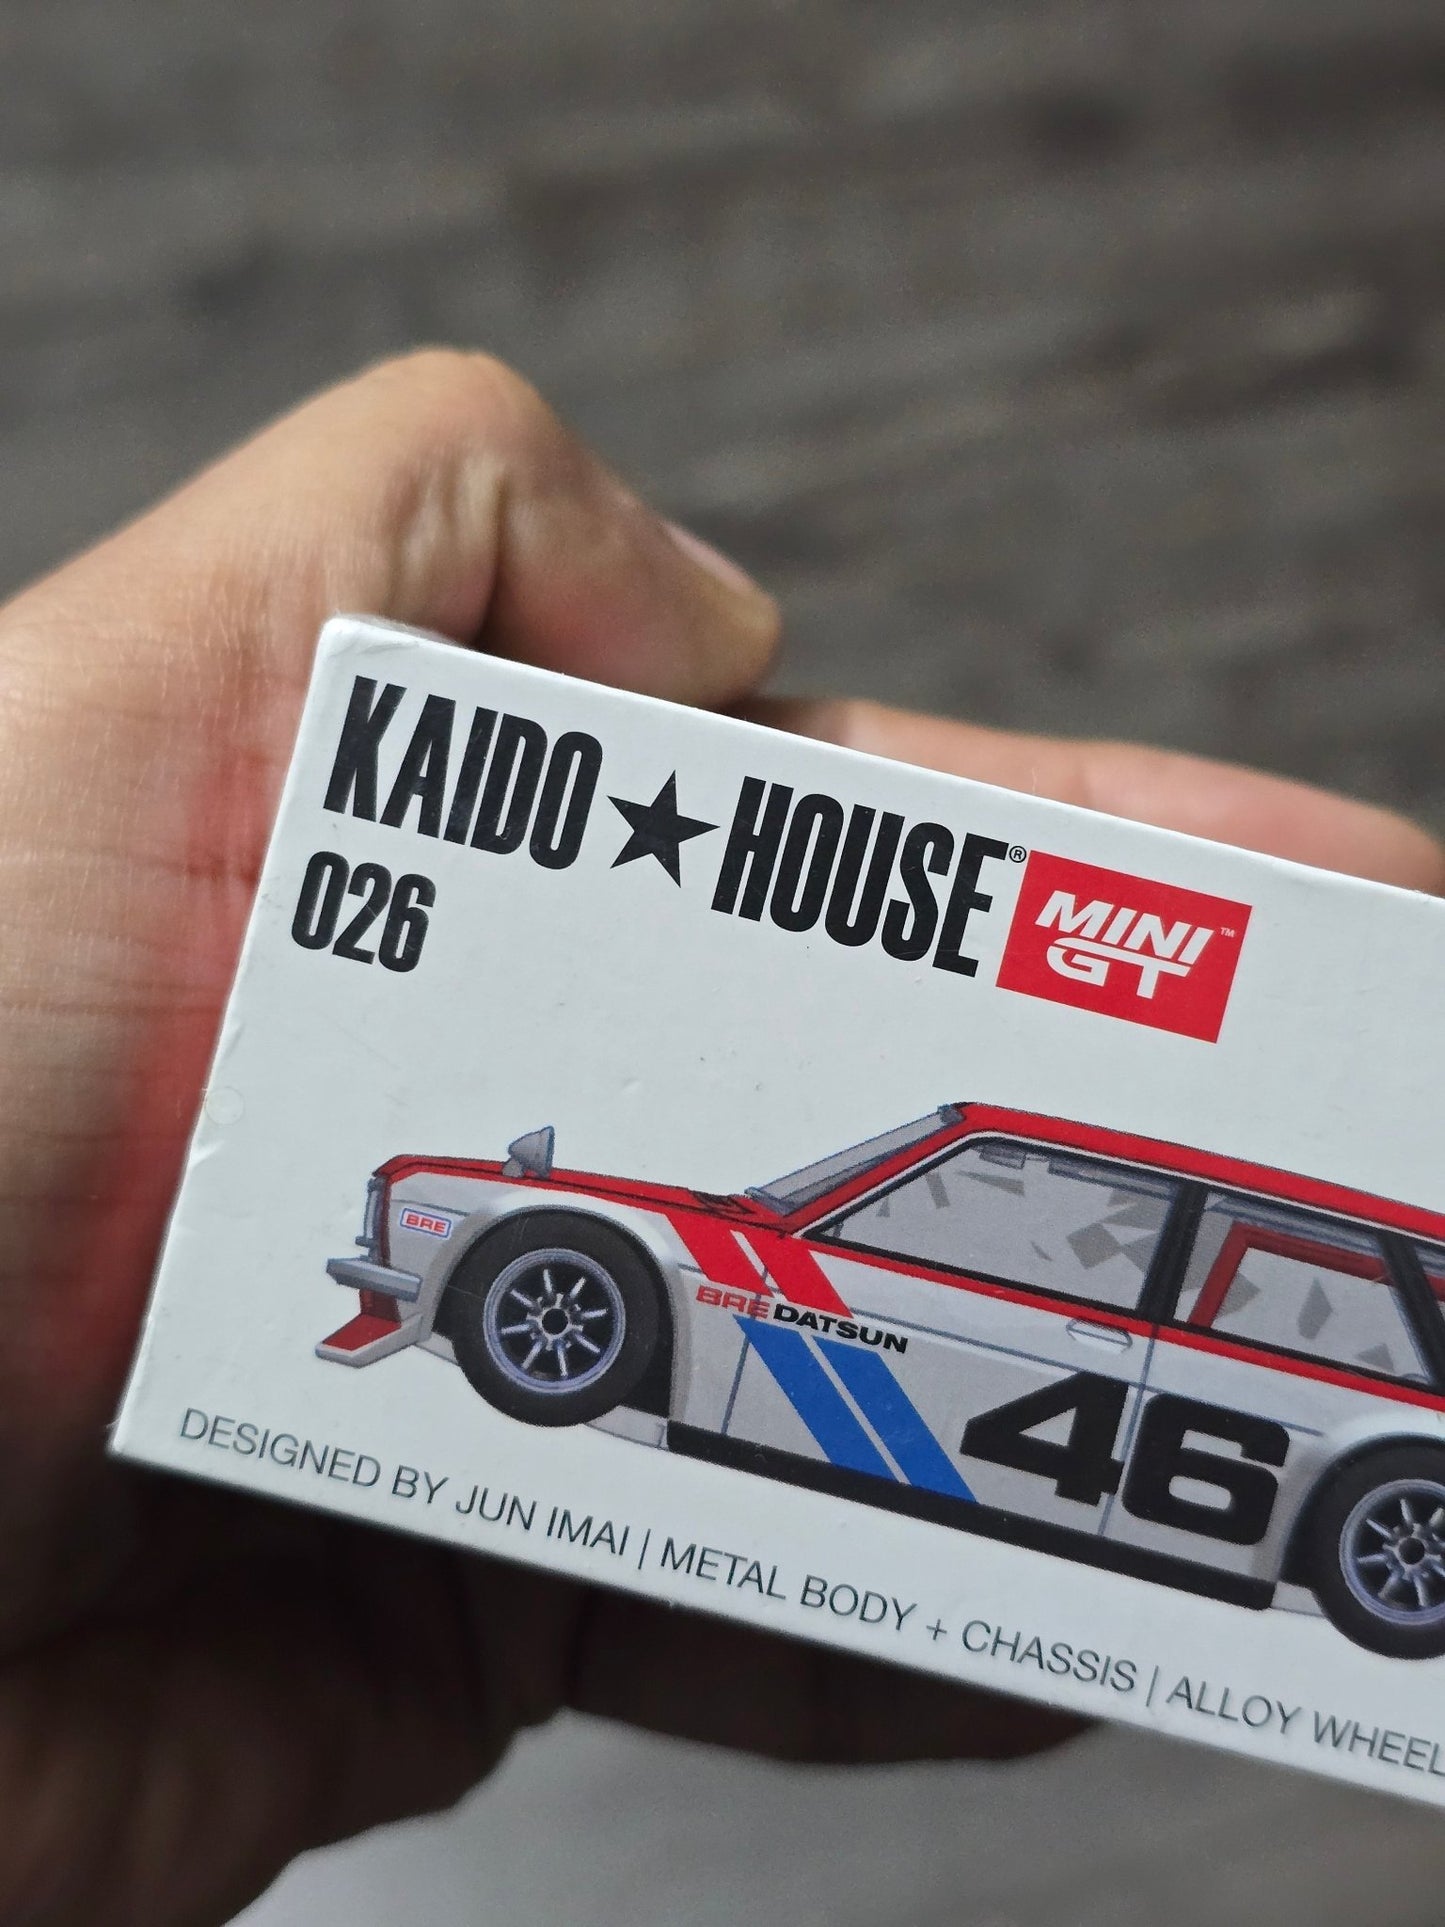 KAIDO★HOUSE®
MINI GT™
026
BRE
BRE DATSUN
46
DESIGNED BY JUN IMAI | METAL BODY + CHASSIS | ALLOY WHEEL